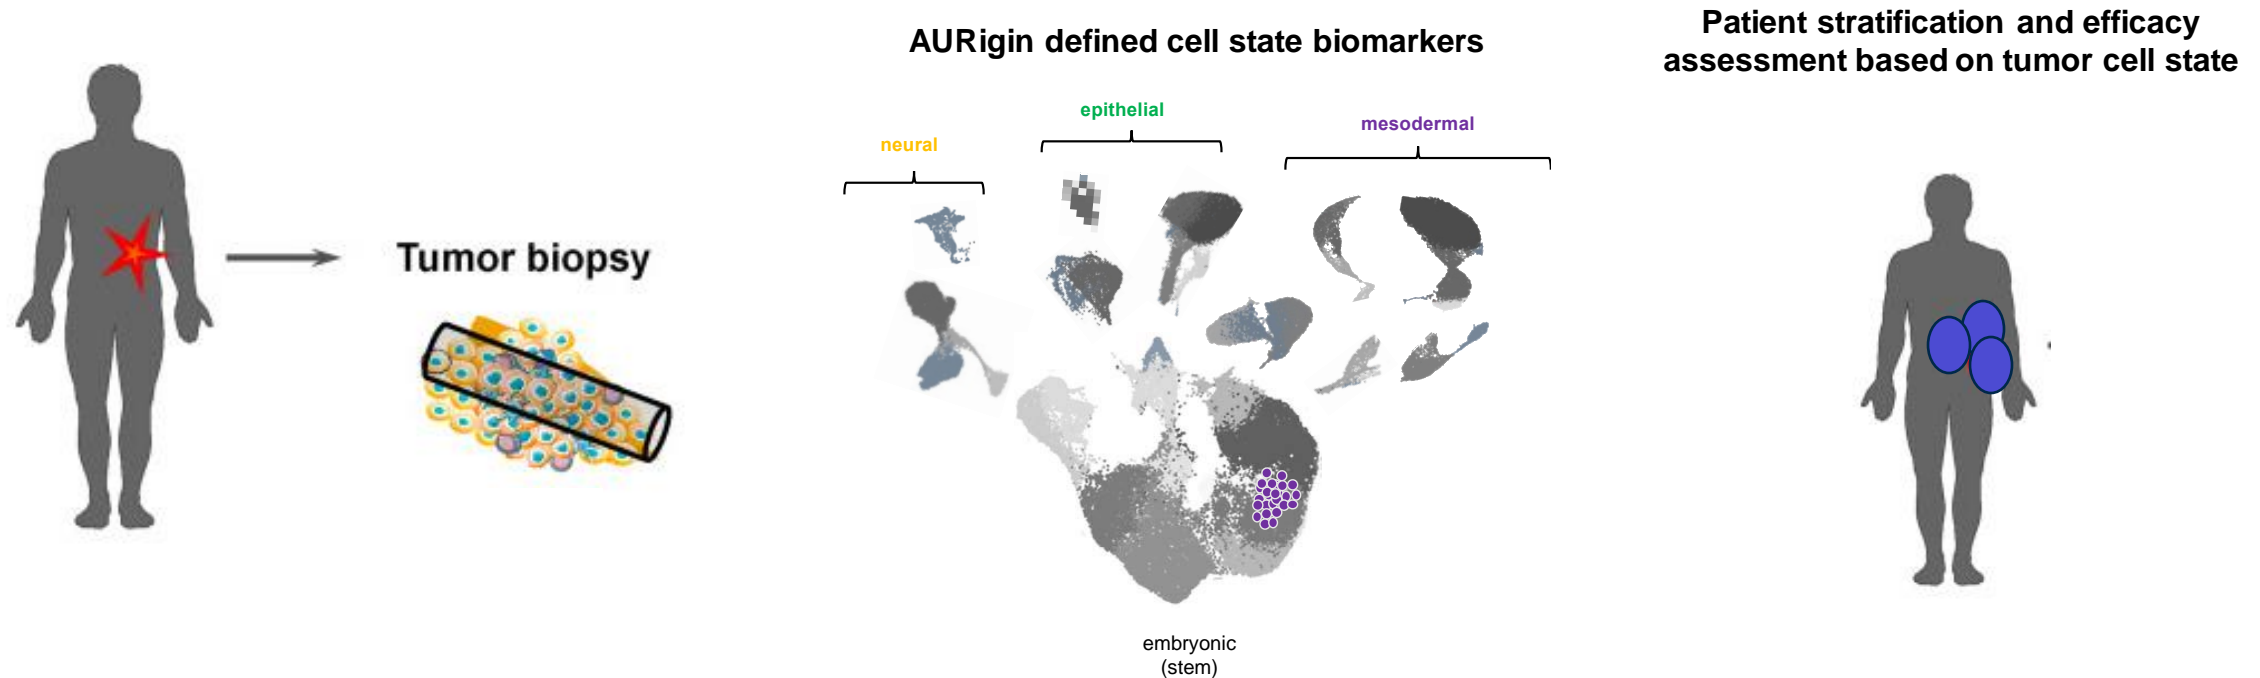 Tumor biopsy
AURigin defined cell state biomarkers
neural
epithelial
mesodermal
embryonic
(stem)
Patient stratification and efficacy
assessment based on tumor cell state